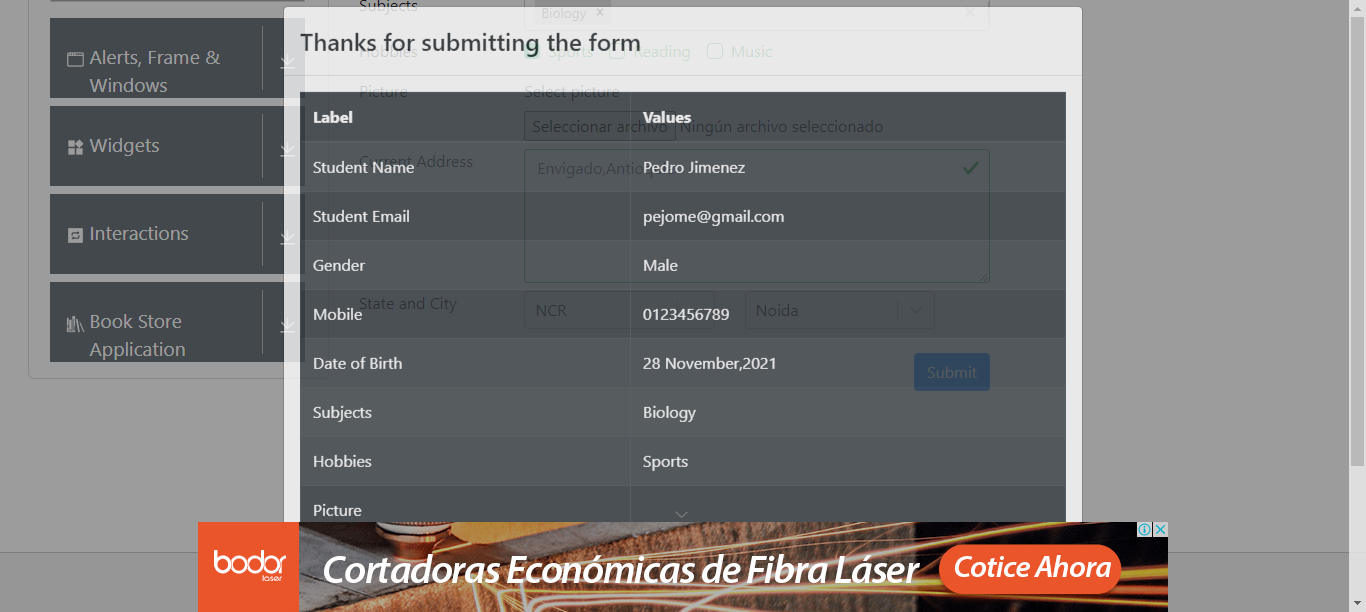 Subjects
Biology ×
Alerts, Frame &
Windows
Thanks for submitting the form
Hobbies
Sports Reading Music
Picture
Select picture
Label Values
Seleccionar archivo Ningún archivo seleccionado
Widgets
Current Address
Envigado,Antioquia
Student Name Pedro Jimenez
Student Email pejome@gmail.com
Interactions
Gender Male
State and City
NCR
Noida
Mobile 0123456789
Book Store
Application
Date of Birth 28 November,2021
Submit
Subjects Biology
Hobbies Sports
Picture
bodor
laser
Cortadoras Económicas de Fibra Láser
Cotice Ahora